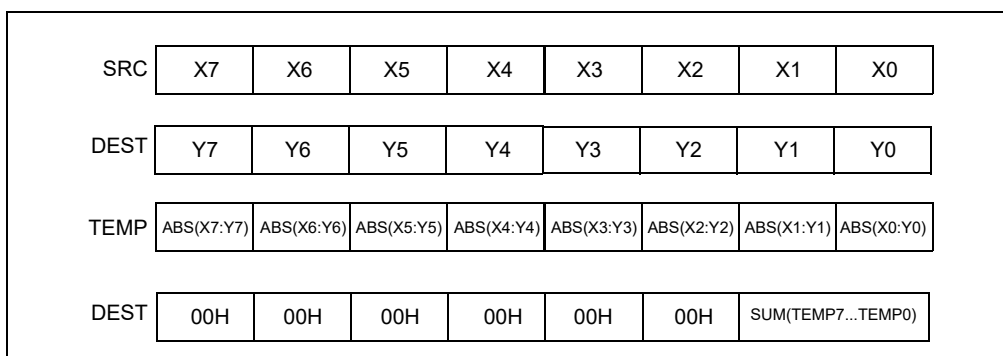 SRC X7 X6 X5 X4 X3 X2 X1 X0
DEST Y7 Y6 Y5 Y4 Y3 Y2 Y1 Y0
TEMP ABS(X7:Y7) ABS(X6:Y6) ABS(X5:Y5) ABS(X4:Y4) ABS(X3:Y3) ABS(X2:Y2) ABS(X1:Y1) ABS(X0:Y0)
DEST 00H 00H 00H 00H 00H 00H SUM(TEMP7...TEMP0)